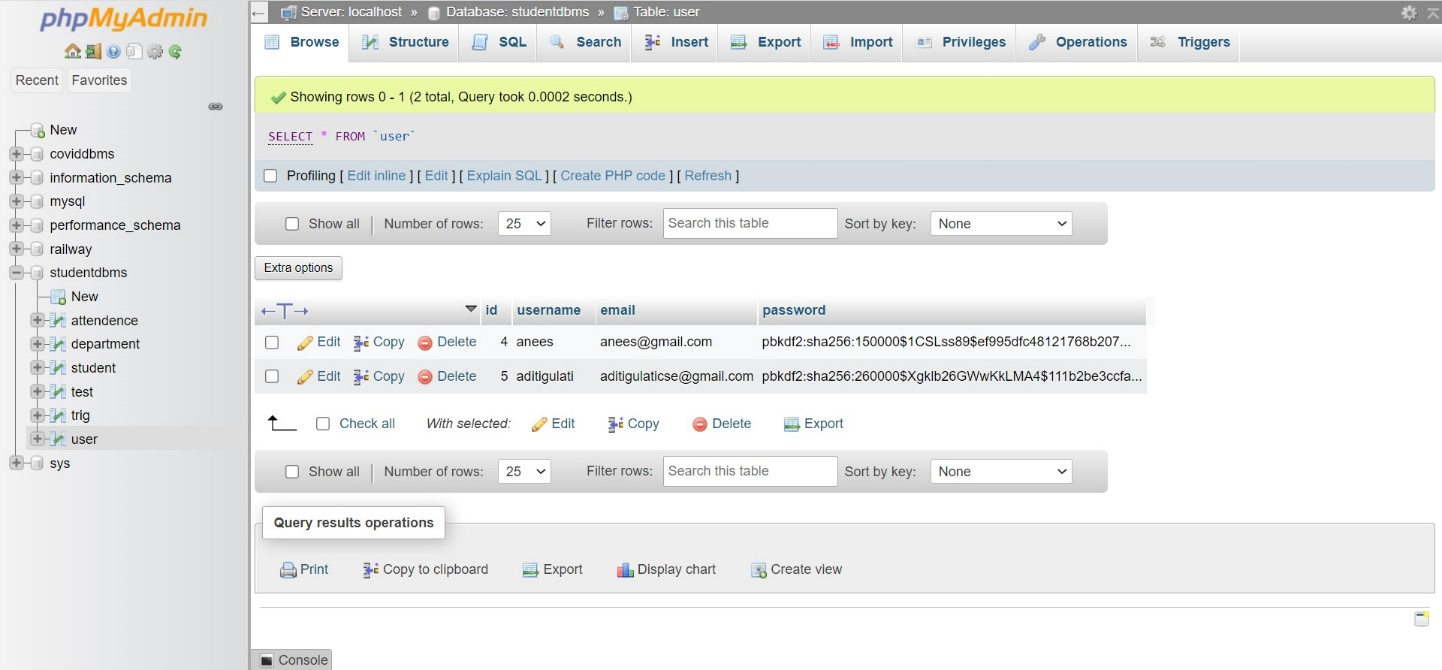 phpMyAdmin
Recent Favorites
New
coviddbms
information_schema
mysql
performance_schema
railway
studentdbms
New
attendence
department
student
test
trig
user
sys
Server: localhost » Database: studentdbms » Table: user
Browse Structure SQL Search Insert Export Import Privileges Operations Triggers
Showing rows 0 - 1 (2 total, Query took 0.0002 seconds.)
SELECT * FROM `user`
Profiling [ Edit inline ] [ Edit ] [ Explain SQL ] [ Create PHP code ] [ Refresh ]
Show all | Number of rows: 25 Filter rows: Search this table Sort by key: None
Extra options
←T→ id username email password
Edit Copy Delete 4 anees anees@gmail.com pbkdf2:sha256:150000$1CSLss89$ef995dfc48121768b207...
Edit Copy Delete 5 aditigulati aditigulaticse@gmail.com pbkdf2:sha256:260000$Xgklb26GWwKkLMA4$111b2be3ccfa...
Check all With selected: Edit Copy Delete Export
Show all | Number of rows: 25 Filter rows: Search this table Sort by key: None
Query results operations
Print Copy to clipboard Export Display chart Create view
Console